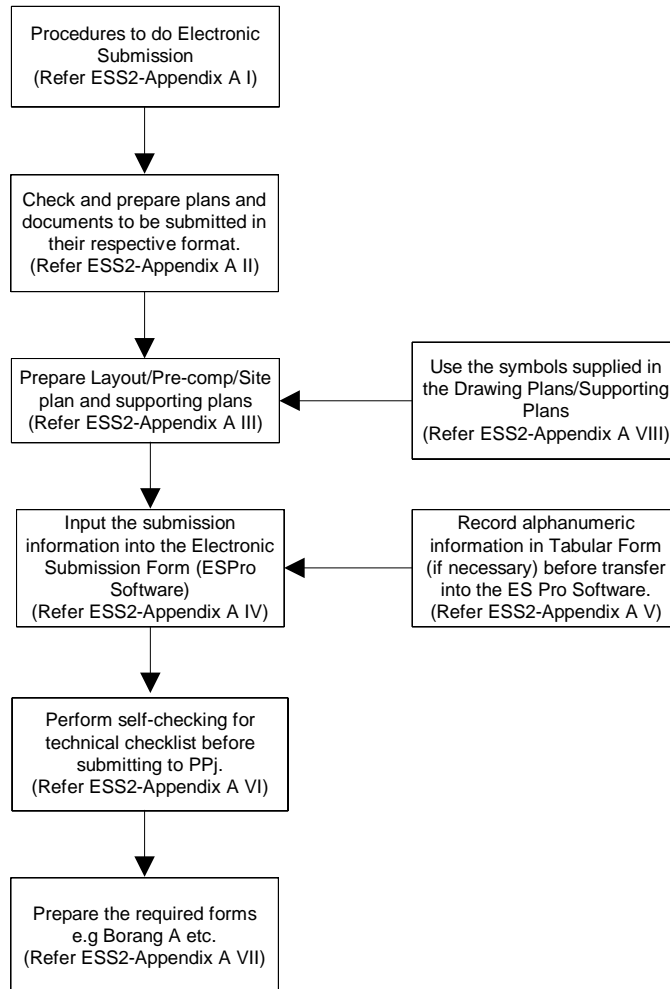 Procedures to do Electronic
Submission
(Refer ESS2-Appendix A I)
Check and prepare plans and
documents to be submitted in
their respective format.
(Refer ESS2-Appendix A II)
Prepare Layout/Pre-comp/Site
plan and supporting plans
(Refer ESS2-Appendix A III)
Use the symbols supplied in
the Drawing Plans/Supporting
Plans
(Refer ESS2-Appendix A VIII)
Input the submission
information into the Electronic
Submission Form (ESPro
Software)
(Refer ESS2-Appendix A IV)
Record alphanumeric
information in Tabular Form
(if necessary) before transfer
into the ES Pro Software.
(Refer ESS2-Appendix A V)
Perform self-checking for
technical checklist before
submitting to PPj.
(Refer ESS2-Appendix A VI)
Prepare the required forms
e.g Borang A etc.
(Refer ESS2-Appendix A VII)